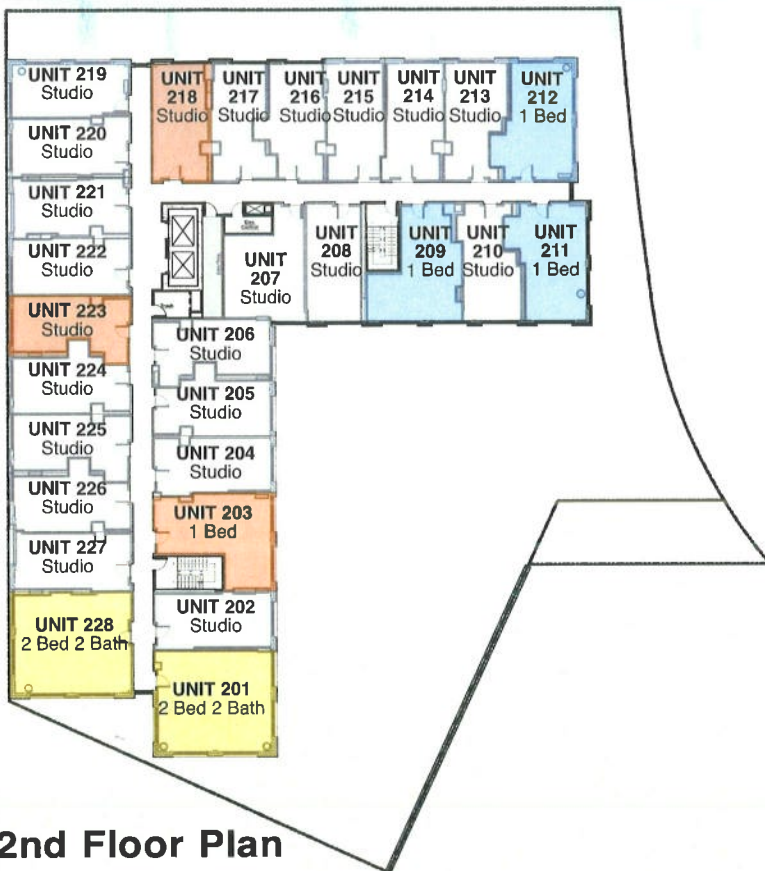 UNIT 219
Studio
UNIT 220
Studio
UNIT 221
Studio
UNIT 222
Studio
UNIT 223
Studio
UNIT 224
Studio
UNIT 225
Studio
UNIT 226
Studio
UNIT 227
Studio
UNIT 228
2 Bed 2 Bath
UNIT
218
Studio
UNIT
217
Studio
UNIT
216
Studio
UNIT
215
Studio
UNIT
214
Studio
UNIT
213
Studio
UNIT
212
1 Bed
UNIT
207
Studio
UNIT
208
Studio
UNIT
209
1 Bed
UNIT
210
Studio
UNIT
211
1 Bed
UNIT 206
Studio
UNIT 205
Studio
UNIT 204
Studio
UNIT 203
1 Bed
UNIT 202
Studio
UNIT 201
2 Bed 2 Bath
2nd Floor Plan